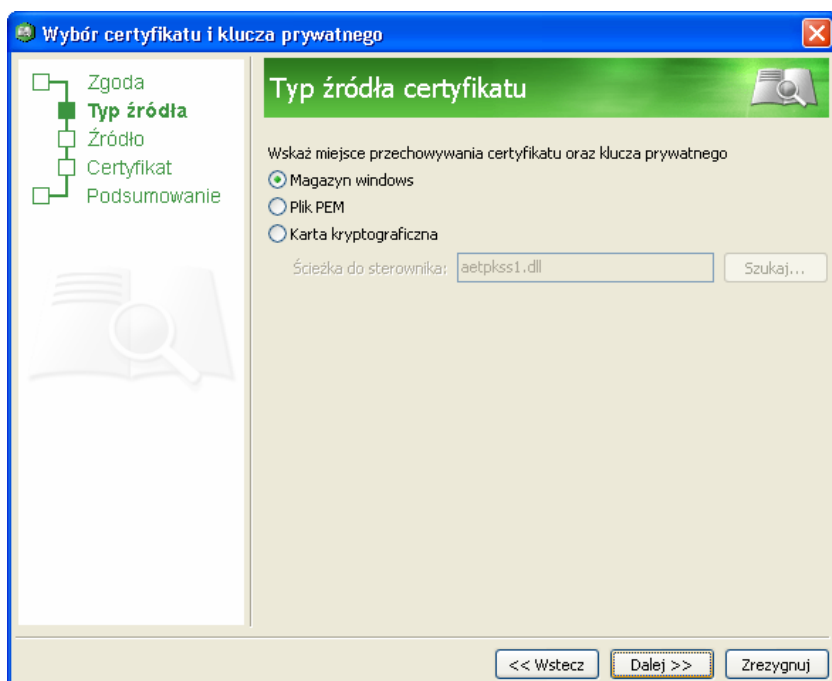 Wybór certyfikatu i klucza prywatnego
Zgoda
Typ źródła
Źródło
Certyfikat
Podsumowanie
Typ źródła certyfikatu
Wskaż miejsce przechowywania certyfikatu oraz klucza prywatnego
Magazyn windows
Plik PEM
Karta kryptograficzna
Ścieżka do sterownika: aetpkss1.dll Szukaj...
<< Wstecz Dalej >> Zrezygnuj